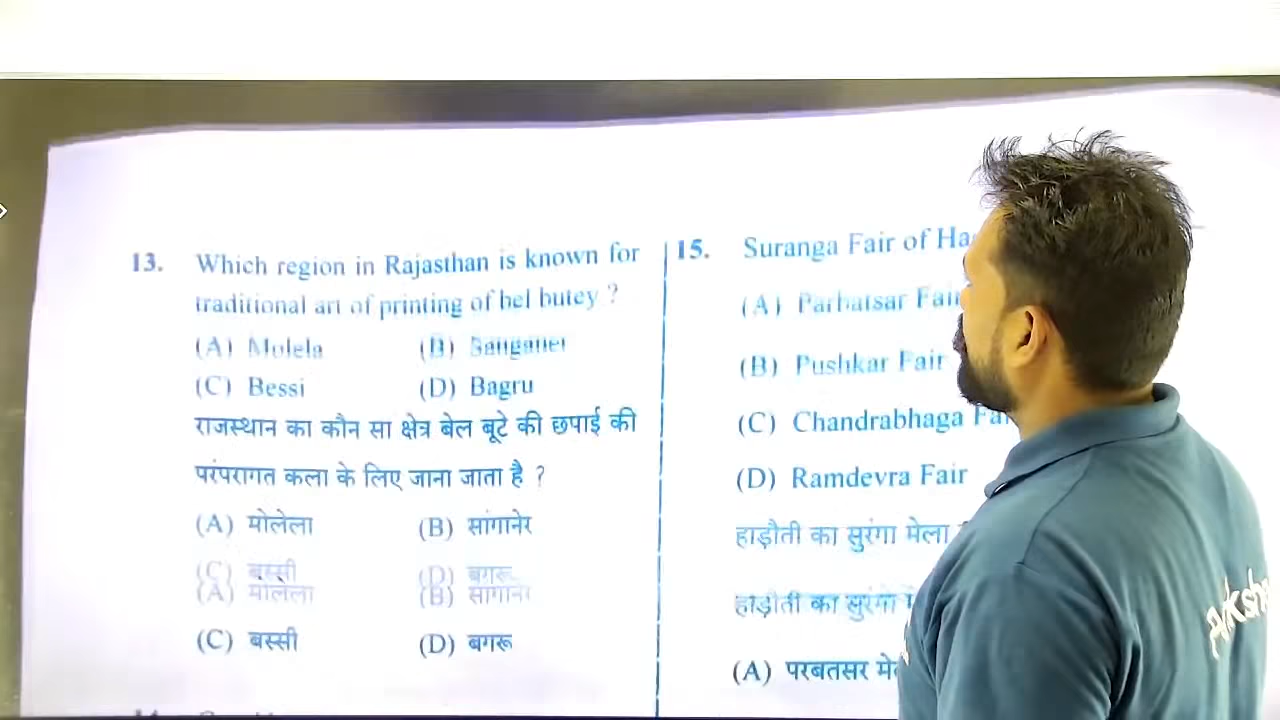 13. Which region in Rajasthan is known for
traditional art of printing of bel butey ?
(A) Molela (B) Sanganer
(C) Bessi (D) Bagru
राजस्थान का कौन सा क्षेत्र बेल बूटे की छपाई की
परंपरागत कला के लिए जाना जाता है ?
(A) मोलेला (B) सांगानेर
(C) बस्सी (D) बगरू
(A) मोलेला (B) सांगानेर
(C) बस्सी (D) बगरू
15. Suranga Fair of
(A) Parbatsar Fair
(B) Pushkar Fair
(C) Chandrabhaga
(D) Ramdevra Fair
हाड़ौती का सुरंगा मेला
हाड़ौती का सुरंगा
(A) परबतसर